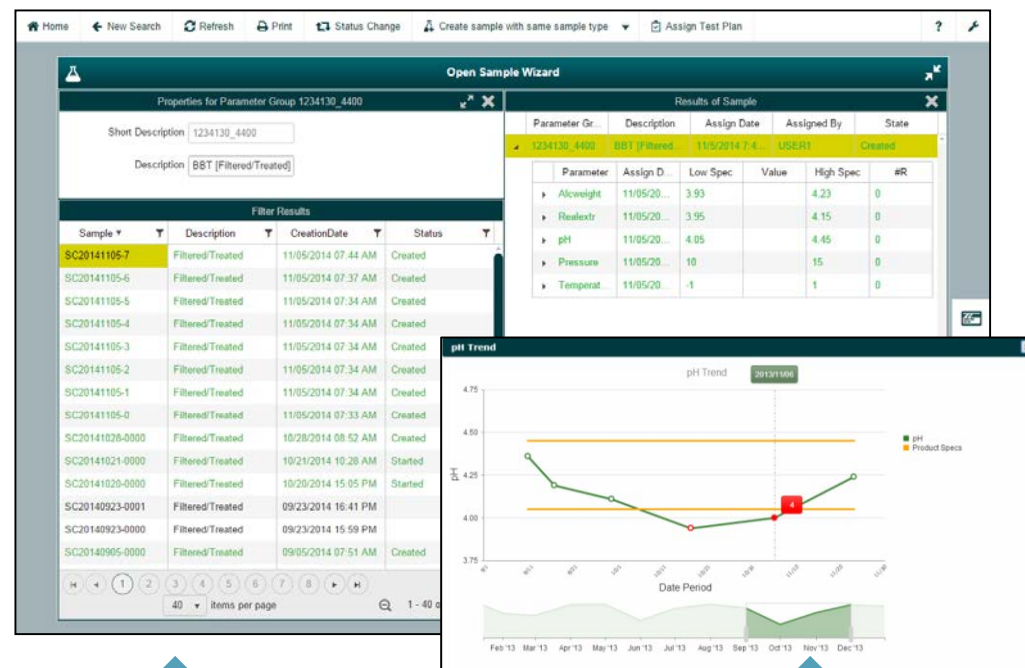 Home New Search Refresh Print Status Change Create sample with same sample type Assign Test Plan ?
Open Sample Wizard
Properties for Parameter Group 1234130_4400
Short Description 1234130_4400
Description BBT [Filtered/Treated]
Filter Results
Sample Description CreationDate Status
SC20141105-7 Filtered/Treated 11/05/2014 07:44 AM Created
SC20141105-6 Filtered/Treated 11/05/2014 07:37 AM Created
SC20141105-5 Filtered/Treated 11/05/2014 07:34 AM Created
SC20141105-4 Filtered/Treated 11/05/2014 07:34 AM Created
SC20141105-3 Filtered/Treated 11/05/2014 07:34 AM Created
SC20141105-2 Filtered/Treated 11/05/2014 07:34 AM Created
SC20141105-1 Filtered/Treated 11/05/2014 07:34 AM Created
SC20141105-0 Filtered/Treated 11/05/2014 07:33 AM Created
SC20141028-0000 Filtered/Treated 10/28/2014 08:52 AM Created
SC20141021-0000 Filtered/Treated 10/21/2014 10:28 AM Started
SC20141020-0000 Filtered/Treated 10/20/2014 15:05 PM Started
SC20140923-0001 Filtered/Treated 09/23/2014 16:41 PM
SC20140923-0000 Filtered/Treated 09/23/2014 15:59 PM
SC20140905-0000 Filtered/Treated 09/05/2014 07:51 AM Created
1 2 3 4 5 6 7 8
40 items per page 1 - 40 o
Results of Sample
Parameter Gr... Description Assign Date Assigned By State
1234130_4400 BBT [Filtered... 11/5/2014 7:4... USER1 Created
Parameter Assign D... Low Spec Value High Spec #R
Alcweight 11/05/20... 3.93 4.23 0
Realextr 11/05/20... 3.95 4.15 0
pH 11/05/20... 4.05 4.45 0
Pressure 11/05/20... 10 15 0
Temperat... 11/05/20... -1 1 0
pH Trend
pH Trend 2013/11/06
4.75
4.50
4.25
4.00
3.75
pH
4
pH
Product Specs
Date Period
Feb '13 Mar '13 Apr '13 May '13 Jun '13 Jul '13 Aug '13 Sep '13 Oct '13 Nov '13 Dec '13